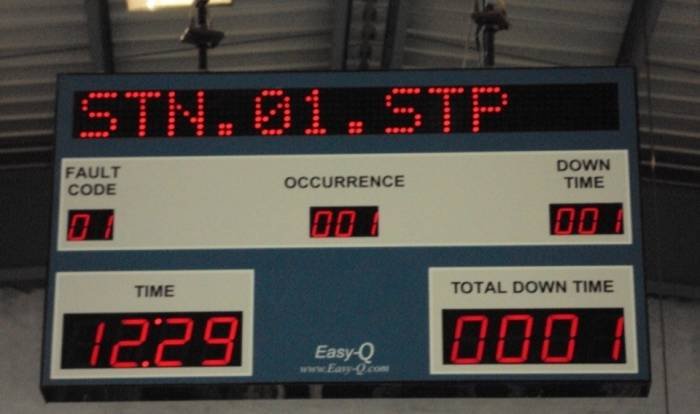 STN.01.STP
FAULT CODE
OCCURRENCE
DOWN TIME
01
001
001
TIME
TOTAL DOWN TIME
12:29
0001
Easy-Q
www.Easy-Q.com